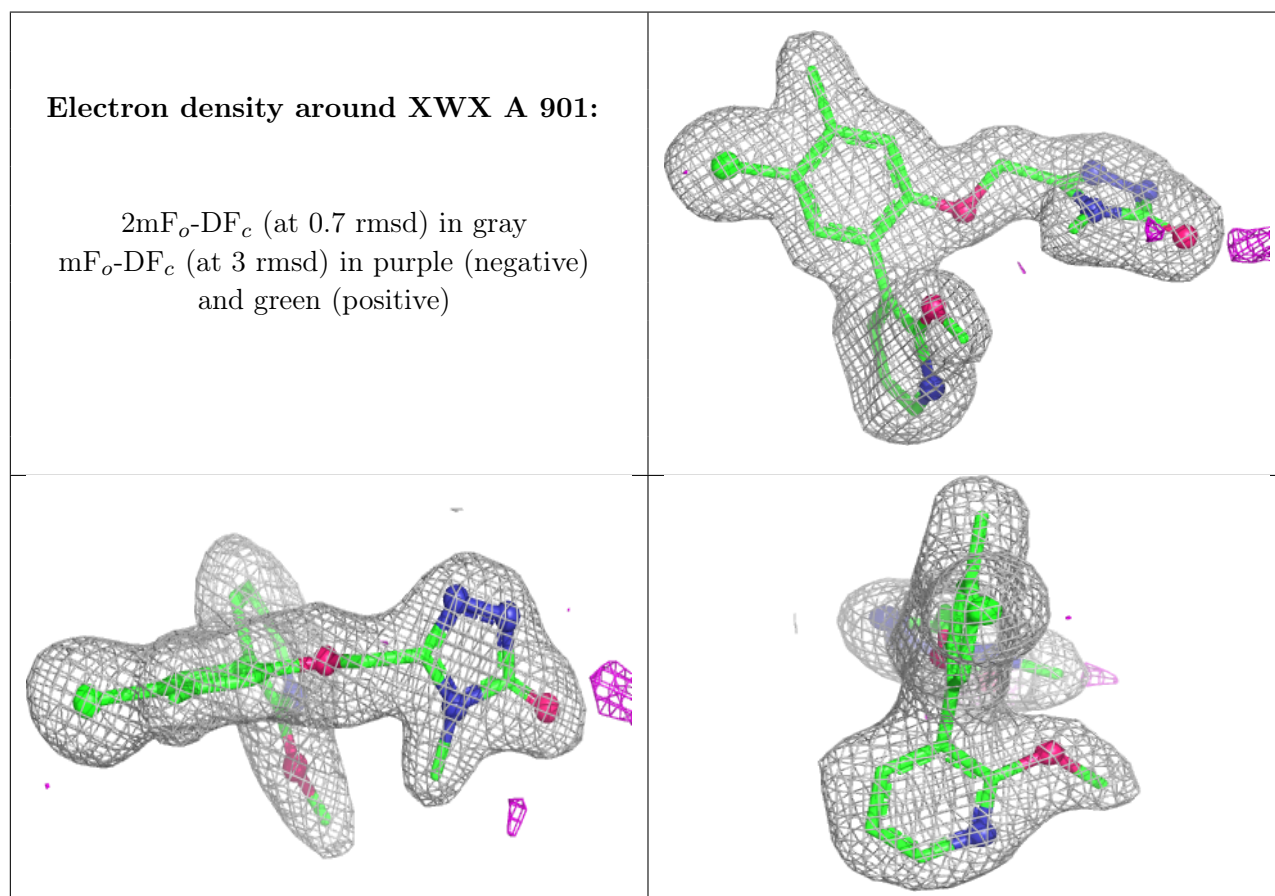 Electron density around XWX A 901:
2mFo-DFc (at 0.7 rmsd) in gray
mFo-DFc (at 3 rmsd) in purple (negative)
and green (positive)